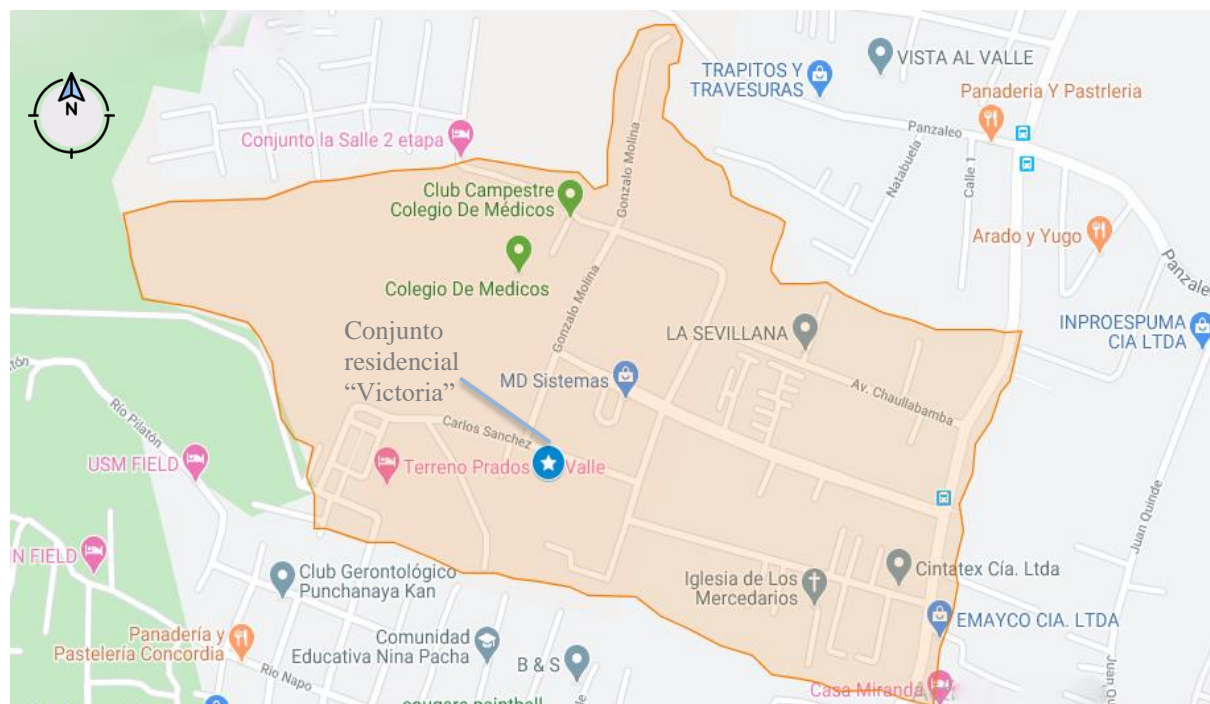 VISTA AL VALLE
TRAPITOS Y
TRAVESURAS
Panaderia Y Pastrleria
N
Panzaleo
Conjunto la Salle 2 etapa
Natabuela
Calle 1
Gonzalo Molina
Club Campestre
Colegio De Médicos
Arado y Yugo
Panzale
Colegio De Medicos
Gonzalo Molina
Conjunto
residencial
“Victoria”
LA SEVILLANA
INPROESPUMA
CIA LTDA
MD Sistemas
Av. Chaullabamba
tón
Río Pilatón
Carlos Sanchez
USM FIELD
Terreno Prados
Valle
Juan Quinde
N FIELD
Club Gerontológico
Punchanaya Kan
Iglesia de Los
Mercedarios
Cintatex Cía. Ltda
EMAYCO CIA. LTDA
Panadería y
Pastelería Concordia
Comunidad
Educativa Nina Pacha
B & S
Rio Napo
Casa Miranda